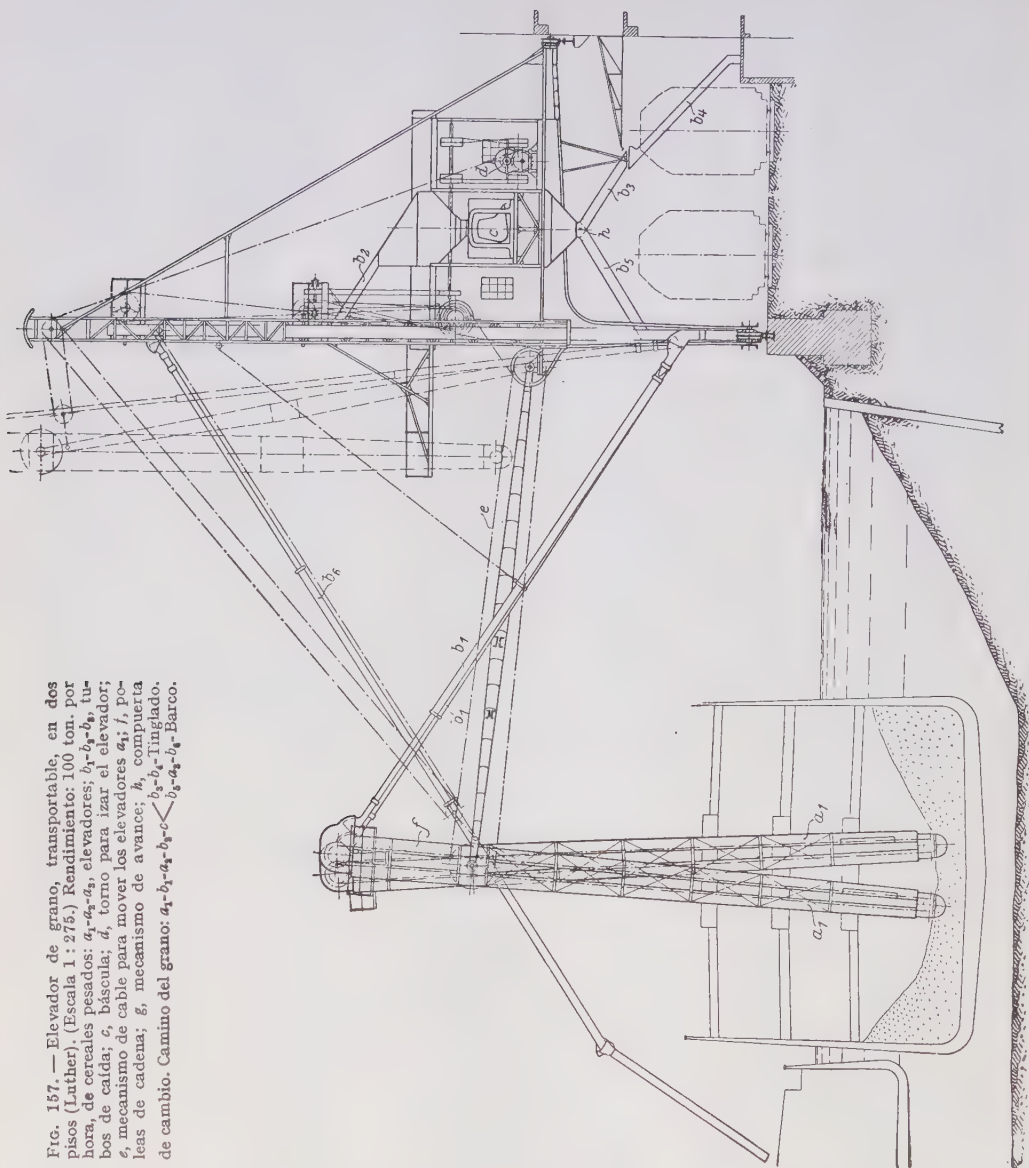 FIG. 157. — Elevador de grano, transportable, en dos
pisos (Luther). (Escala 1 : 275.) Rendimiento: 100 ton. por
hora, de cereales pesados: a₁-a₂-a₃, elevadores; b₁-b₂-b₃, tu-
bos de caída; c, báscula; d, torno para izar el elevador;
e, mecanismo de cable para mover los elevadores a₁; f, po-
leas de cadena; g, mecanismo de avance; h, compuerta
de cambio. Camino del grano: a₁-b₁-a₂-b₂-c < b₃-b₄-Tinglado.
b₅-a₃-b₆-Barco.
b₂
d
c
b₃
b₄
h
b₅
b₆
e
b₁
a₁
f
a₁
a₁